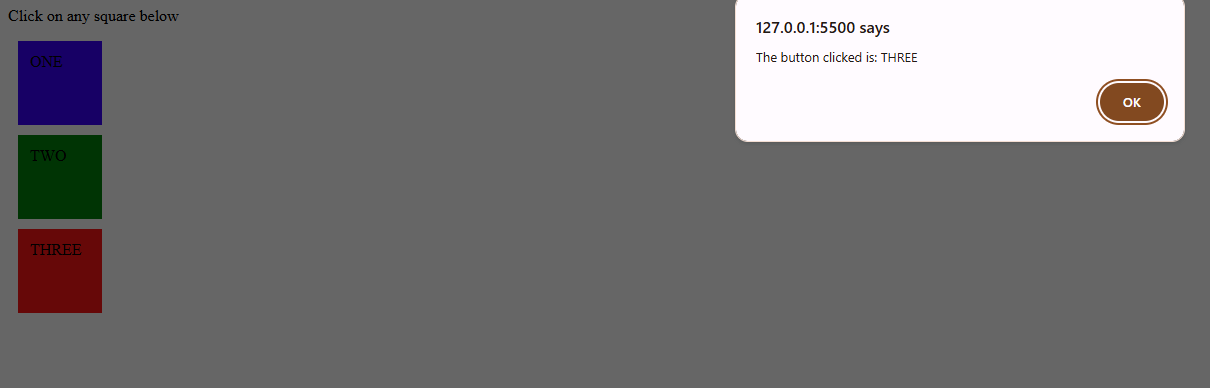 Click on any square below
ONE
TWO
THREE
127.0.0.1:5500 says
The button clicked is: THREE
OK